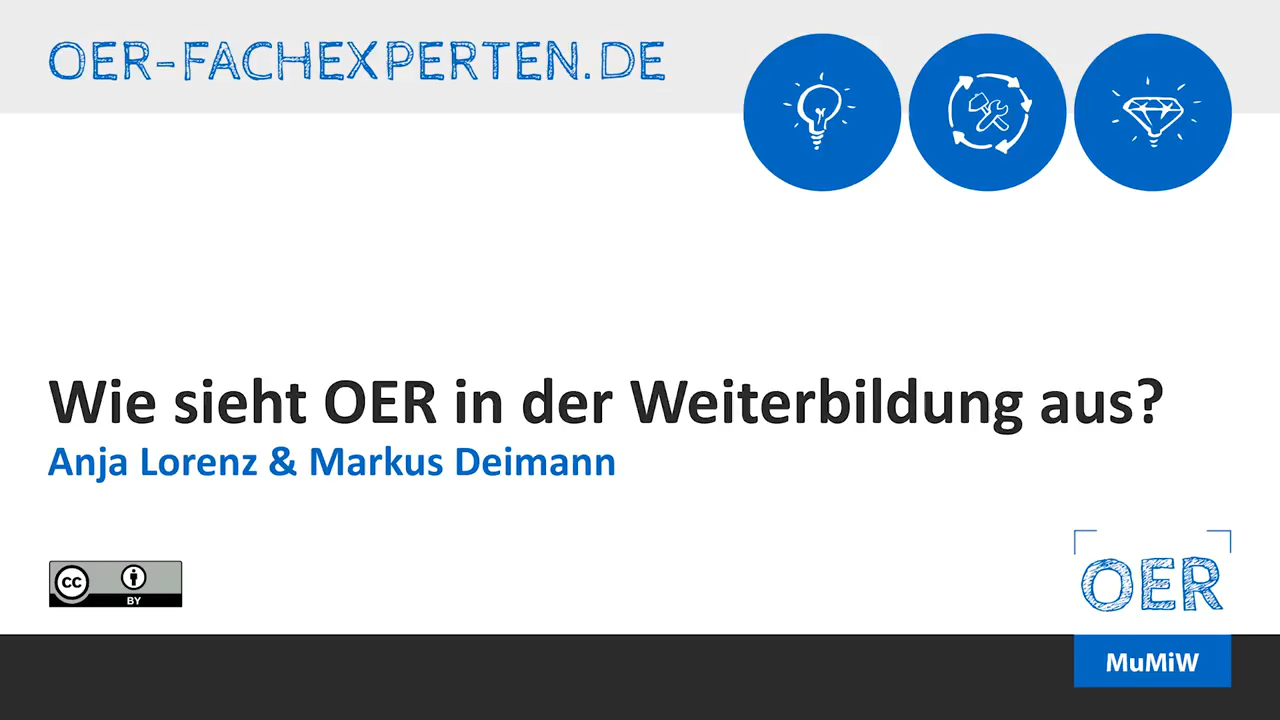 OER-FACHEXPERTEN.DE
Wie sieht OER in der Weiterbildung aus?
Anja Lorenz & Markus Deimann
cc
BY
OER
MuMiW